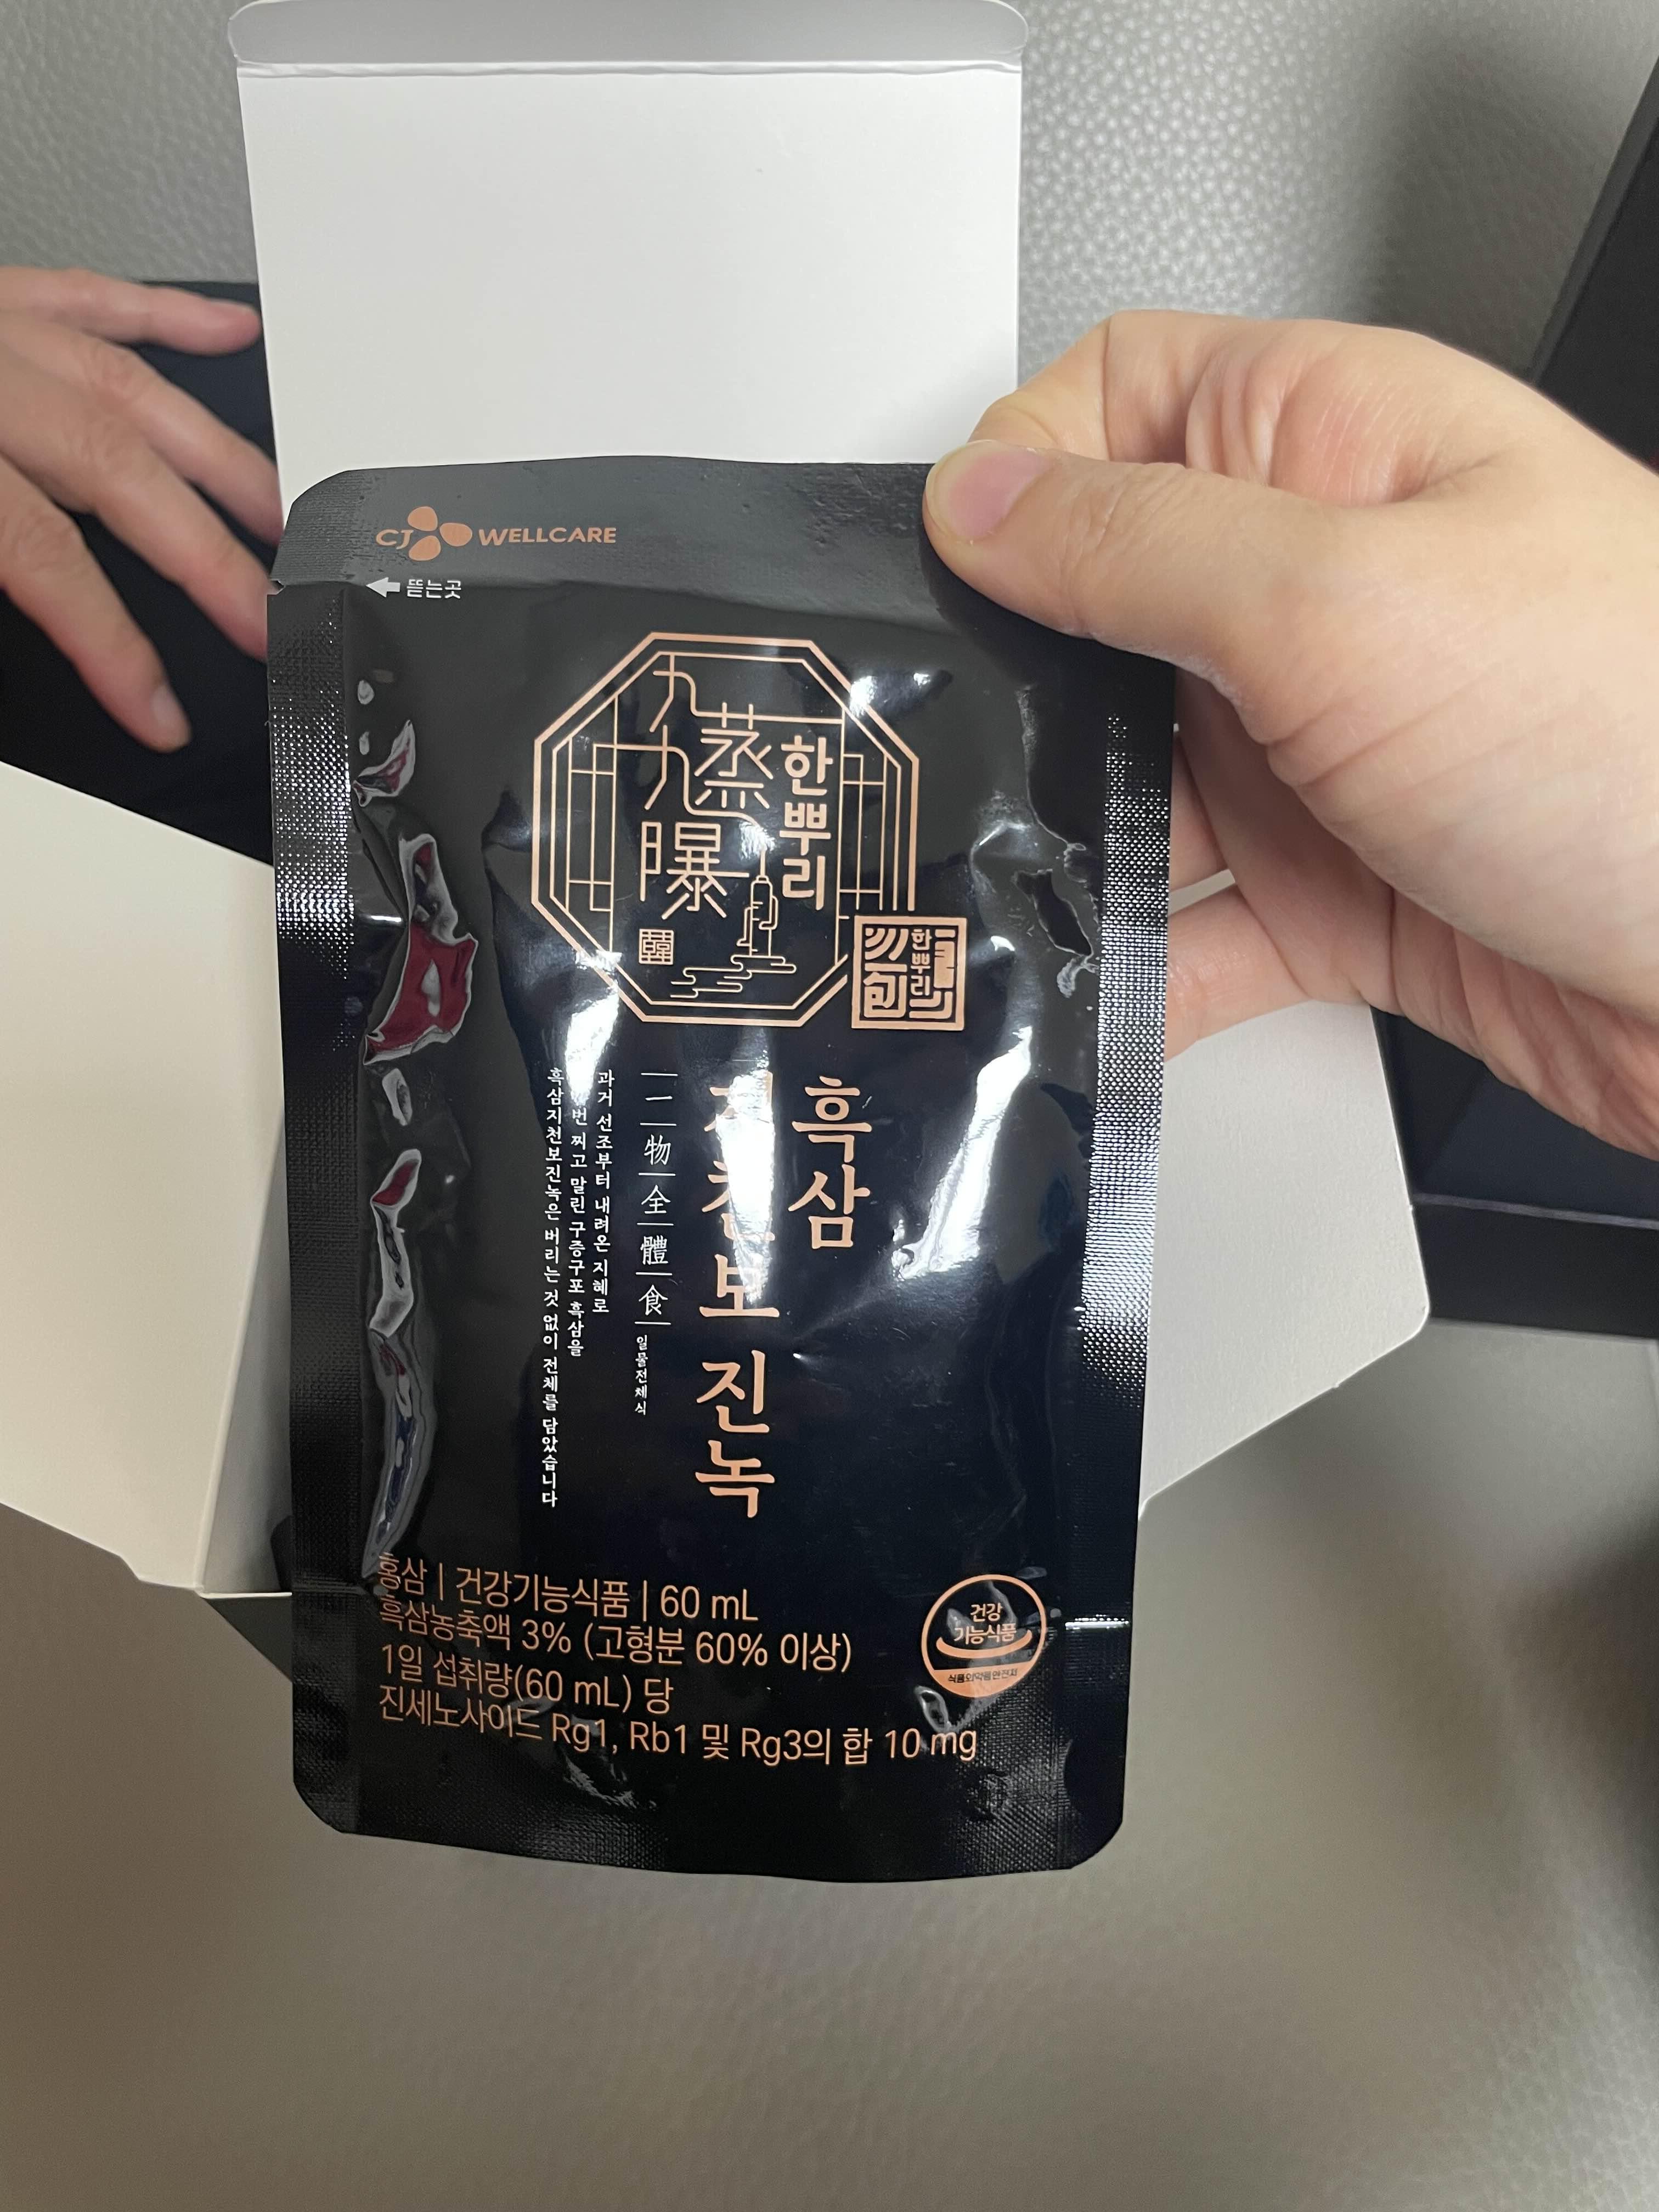 CJ WELLCARE
뜯는곳
한뿌리
九蒸
九曝
韓
한뿌리
흑삼
지천보 진녹
一物全體食
일물전체식
과거 선조부터 내려온 지혜로
번 찌고 말린 구증구포 흑삼을
흑삼지천보진녹은 버리는 것 없이 전체를 담았습니다
홍삼 | 건강기능식품 | 60 mL
흑삼농축액 3% (고형분 60% 이상)
1일 섭취량(60 mL) 당
진세노사이드 Rg1, Rb1 및 Rg3의 합 10 mg
건강
기능식품
식품의약품안전처